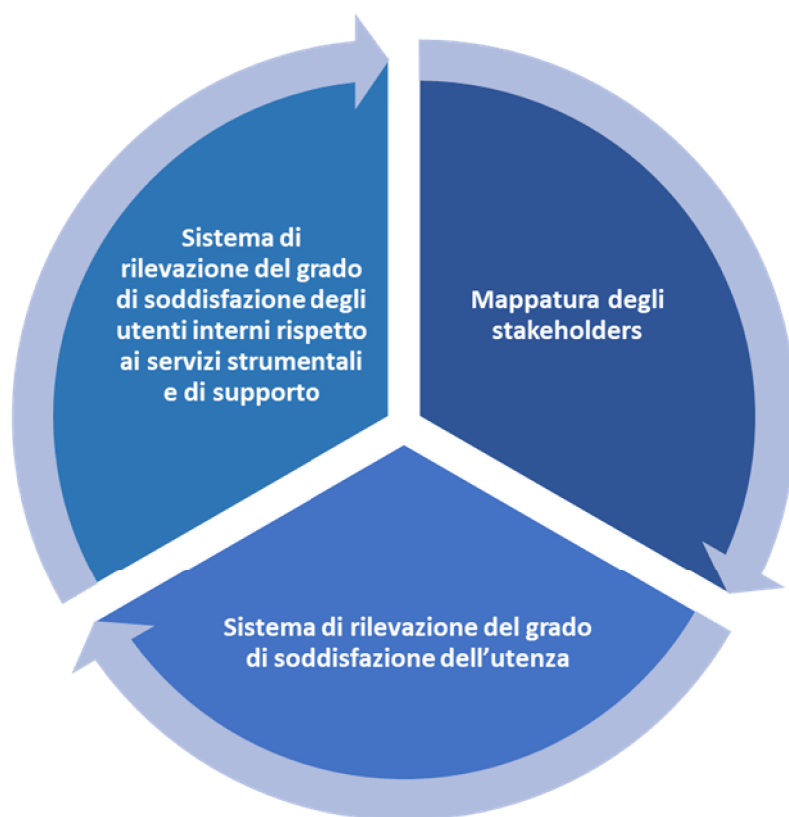 Sistema di
rilevazione del grado
di soddisfazione degli
utenti interni rispetto
ai servizi strumentali
e di supporto
Mappatura degli
stakeholders
Sistema di rilevazione del grado
di soddisfazione dell’utenza